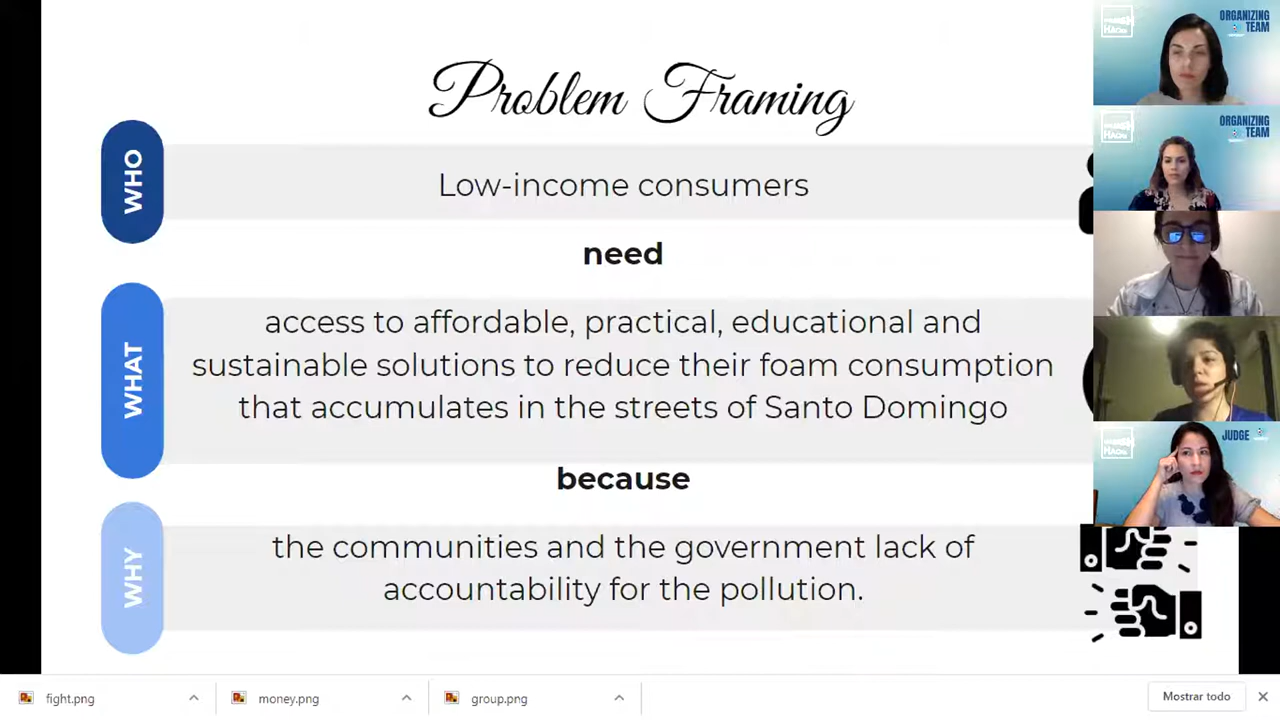 Problem Framing
WHO
Low-income consumers
need
WHAT
access to affordable, practical, educational and
sustainable solutions to reduce their foam consumption
that accumulates in the streets of Santo Domingo
because
WHY
the communities and the government lack of
accountability for the pollution.
ORGANIZING
TEAM
ORGANIZING
TEAM
JUDGE
fight.png
money.png
group.png
Mostrar todo